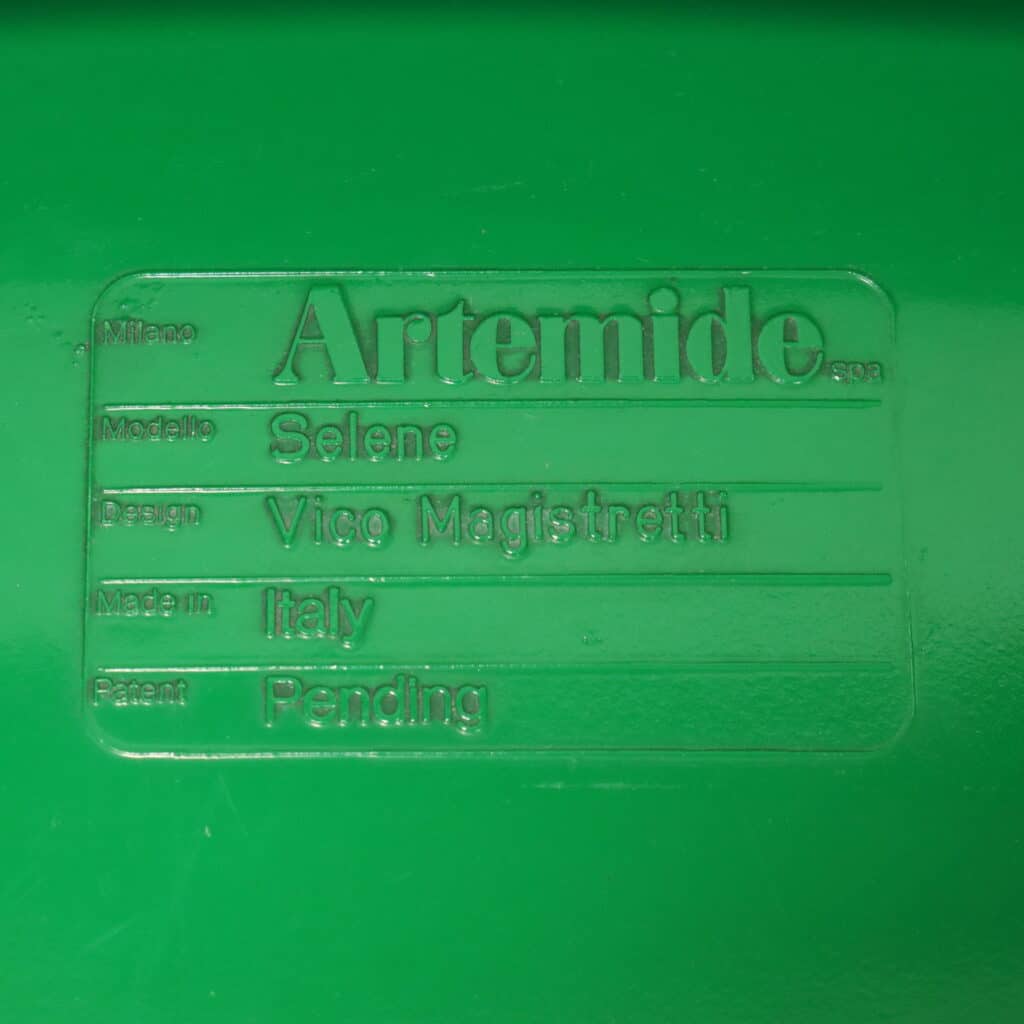 Milano Artemide spa
Modello Selene
Design Vico Magistretti
Made in Italy
Patent Pending